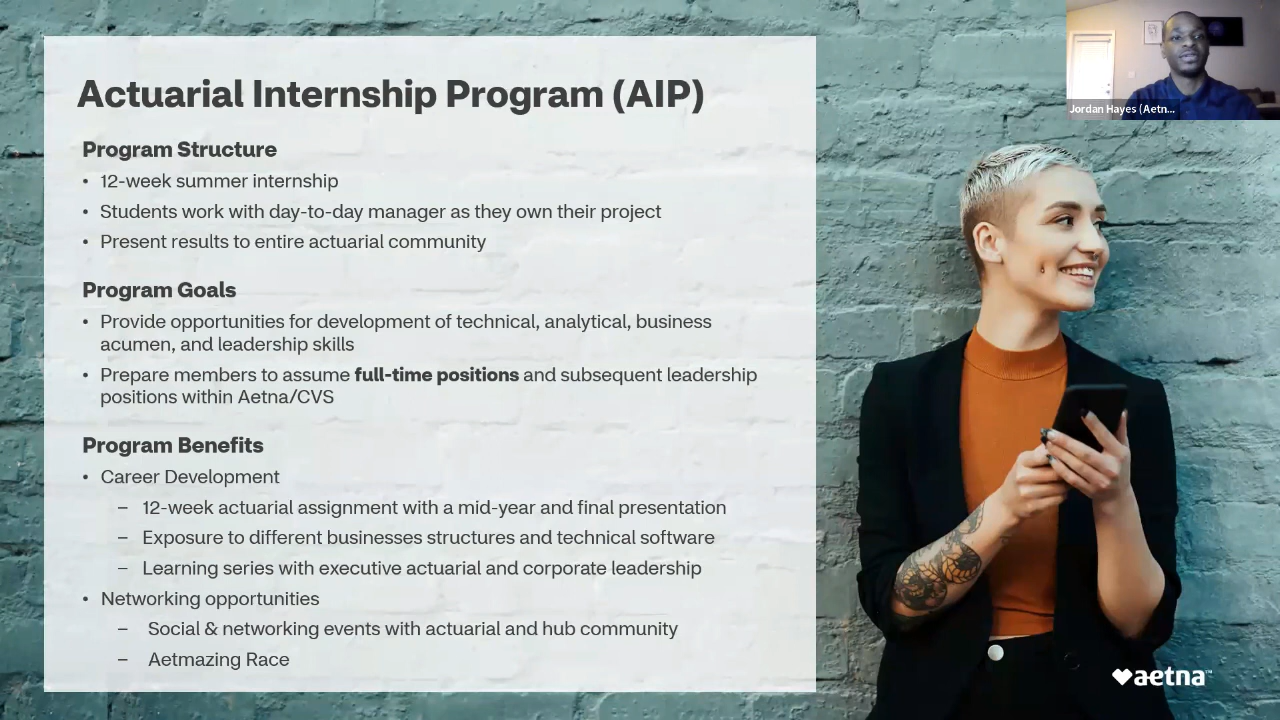 Actuarial Internship Program (AIP)
Program Structure
• 12-week summer internship
• Students work with day-to-day manager as they own their project
• Present results to entire actuarial community
Program Goals
• Provide opportunities for development of technical, analytical, business
acumen, and leadership skills
• Prepare members to assume full-time positions and subsequent leadership
positions within Aetna/CVS
Program Benefits
• Career Development
– 12-week actuarial assignment with a mid-year and final presentation
– Exposure to different businesses structures and technical software
– Learning series with executive actuarial and corporate leadership
• Networking opportunities
– Social & networking events with actuarial and hub community
– Aetmazing Race
Jordan Hayes (Aetn...
aetna™